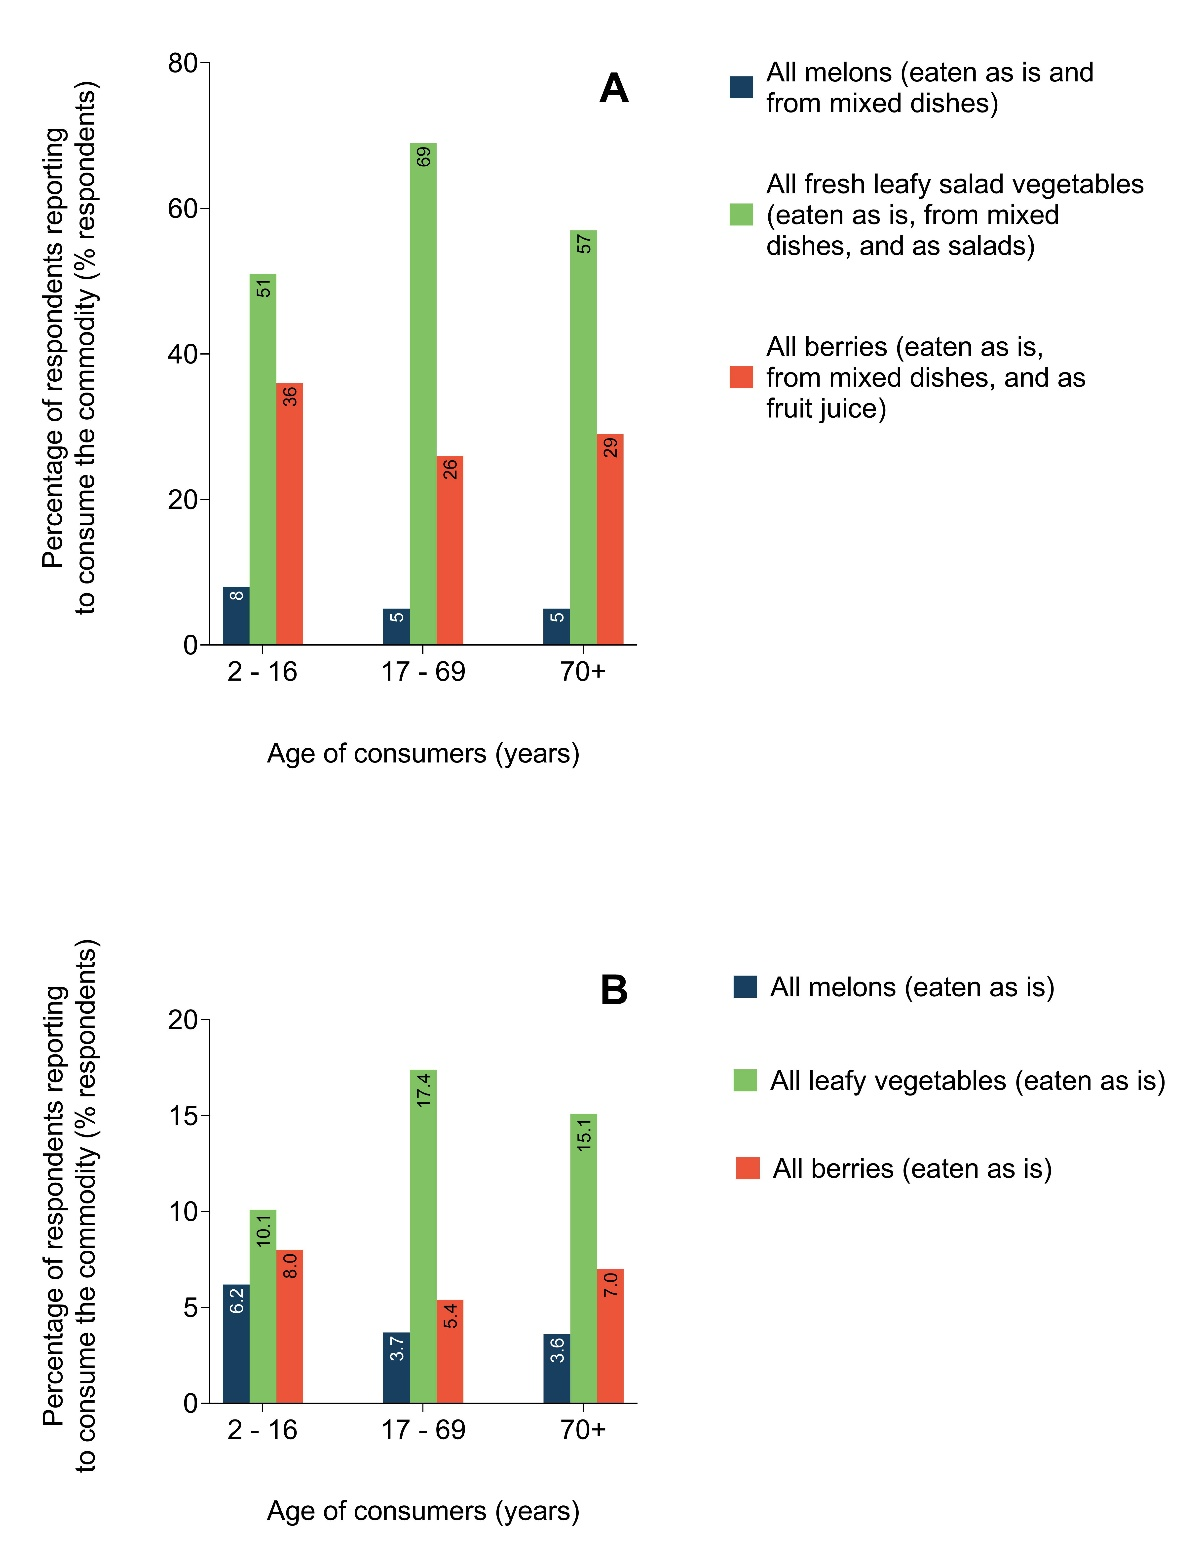 A
Percentage of respondents reporting
to consume the commodity (% respondents)
80
60
40
20
0
8
51
36
5
69
26
5
57
29
2 - 16
17 - 69
70+
Age of consumers (years)
All melons (eaten as is and
from mixed dishes)
All fresh leafy salad vegetables
(eaten as is, from mixed
dishes, and as salads)
All berries (eaten as is,
from mixed dishes, and as
fruit juice)
B
Percentage of respondents reporting
to consume the commodity (% respondents)
20
15
10
5
0
6.2
10.1
8.0
3.7
17.4
5.4
3.6
15.1
7.0
2 - 16
17 - 69
70+
Age of consumers (years)
All melons (eaten as is)
All leafy vegetables (eaten as is)
All berries (eaten as is)